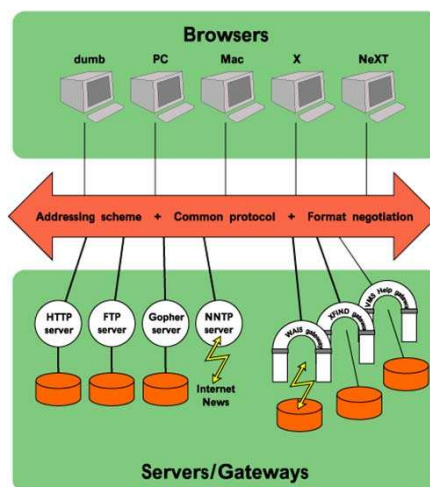 Browsers
dumb PC Mac X NeXT
Addressing scheme + Common protocol + Format negotiation
HTTP server
FTP server
Gopher server
NNTP server
Internet News
WAIS gateway
XFIND gateway
VMS Help gateway
Servers/Gateways